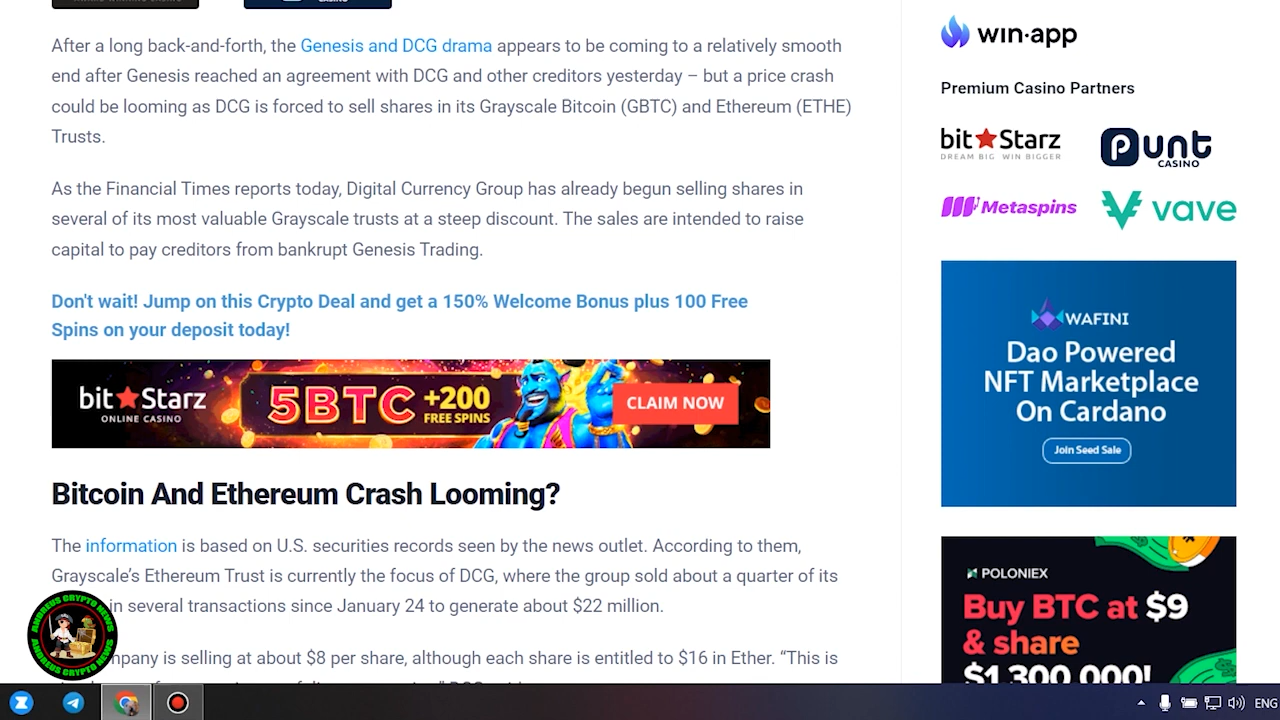 After a long back-and-forth, the Genesis and DCG drama appears to be coming to a relatively smooth
end after Genesis reached an agreement with DCG and other creditors yesterday – but a price crash
could be looming as DCG is forced to sell shares in its Grayscale Bitcoin (GBTC) and Ethereum (ETHE)
Trusts.
As the Financial Times reports today, Digital Currency Group has already begun selling shares in
several of its most valuable Grayscale trusts at a steep discount. The sales are intended to raise
capital to pay creditors from bankrupt Genesis Trading.
Don't wait! Jump on this Crypto Deal and get a 150% Welcome Bonus plus 100 Free
Spins on your deposit today!
bitStarz
ONLINE CASINO
5BTC
+200
FREE SPINS
CLAIM NOW
Bitcoin And Ethereum Crash Looming?
The information is based on U.S. securities records seen by the news outlet. According to them,
Grayscale’s Ethereum Trust is currently the focus of DCG, where the group sold about a quarter of its
in several transactions since January 24 to generate about $22 million.
is selling at about $8 per share, although each share is entitled to $16 in Ether. “This is
ANDREUS CRYPTO NEWS
ANDREUS CRYPTO NEWS
win·app
Premium Casino Partners
bitStarz
DREAM BIG WIN BIGGER
Punt
CASINO
Metaspins
vave
WAFINI
Dao Powered
NFT Marketplace
On Cardano
Join Seed Sale
POLONIEX
Buy BTC at $9
& share
$1,300,000!
ENG